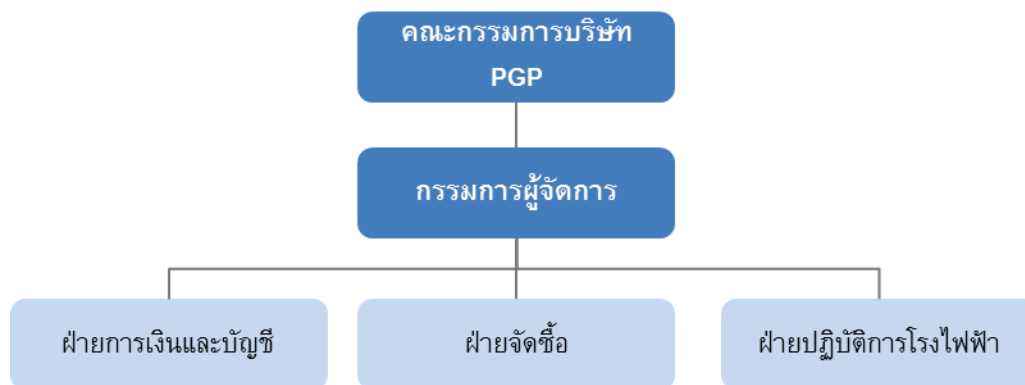 คณะกรรมการบริษัท
PGP
กรรมการผู้จัดการ
ฝ่ายการเงินและบัญชี
ฝ่ายจัดซื้อ
ฝ่ายปฏิบัติการโรงไฟฟ้า